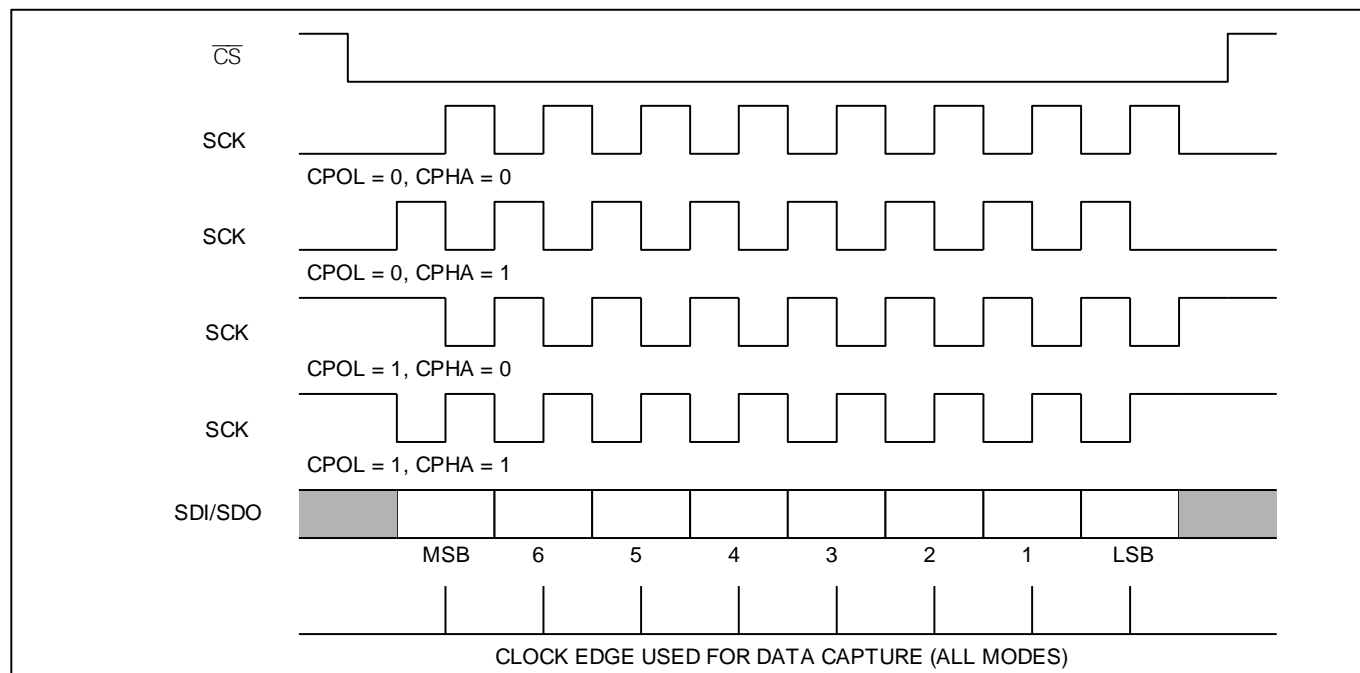 C̅S̅
SCK
CPOL = 0, CPHA = 0
SCK
CPOL = 0, CPHA = 1
SCK
CPOL = 1, CPHA = 0
SCK
CPOL = 1, CPHA = 1
SDI/SDO
MSB 6 5 4 3 2 1 LSB
CLOCK EDGE USED FOR DATA CAPTURE (ALL MODES)